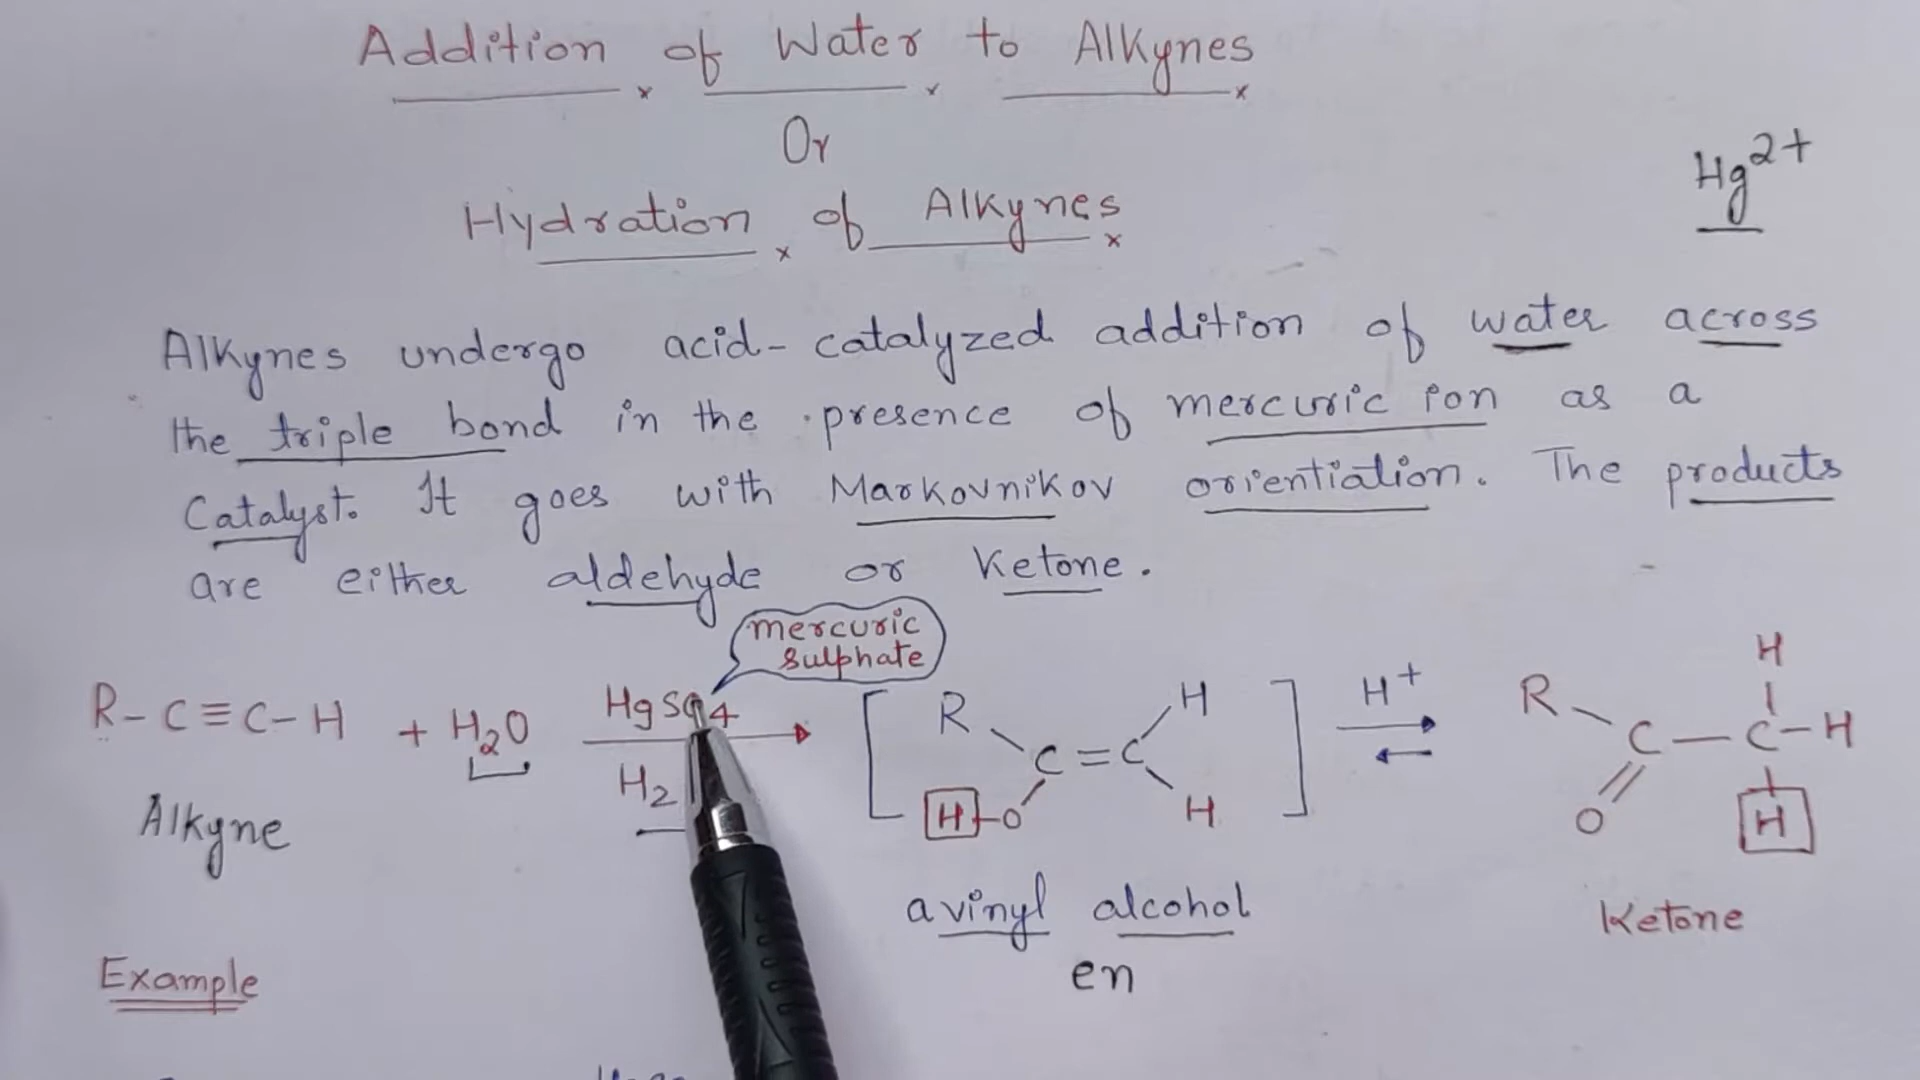 Addition of Water to Alkynes
Or
Hydration of Alkynes
Hg2+
Alkynes undergo acid-catalyzed addition of water across
the triple bond in the presence of mercuric ion as a
Catalyst. It goes with Markovnikov orientiation. The products
are either aldehyde or Ketone.
mercuric
sulphate
R-C≡C-H + H2O
HgSO4
H2
R
C=C
H
H
H-O
H+
R
C-C-H
H
O
H
Alkyne
a vinyl alcohol
en
Ketone
Example